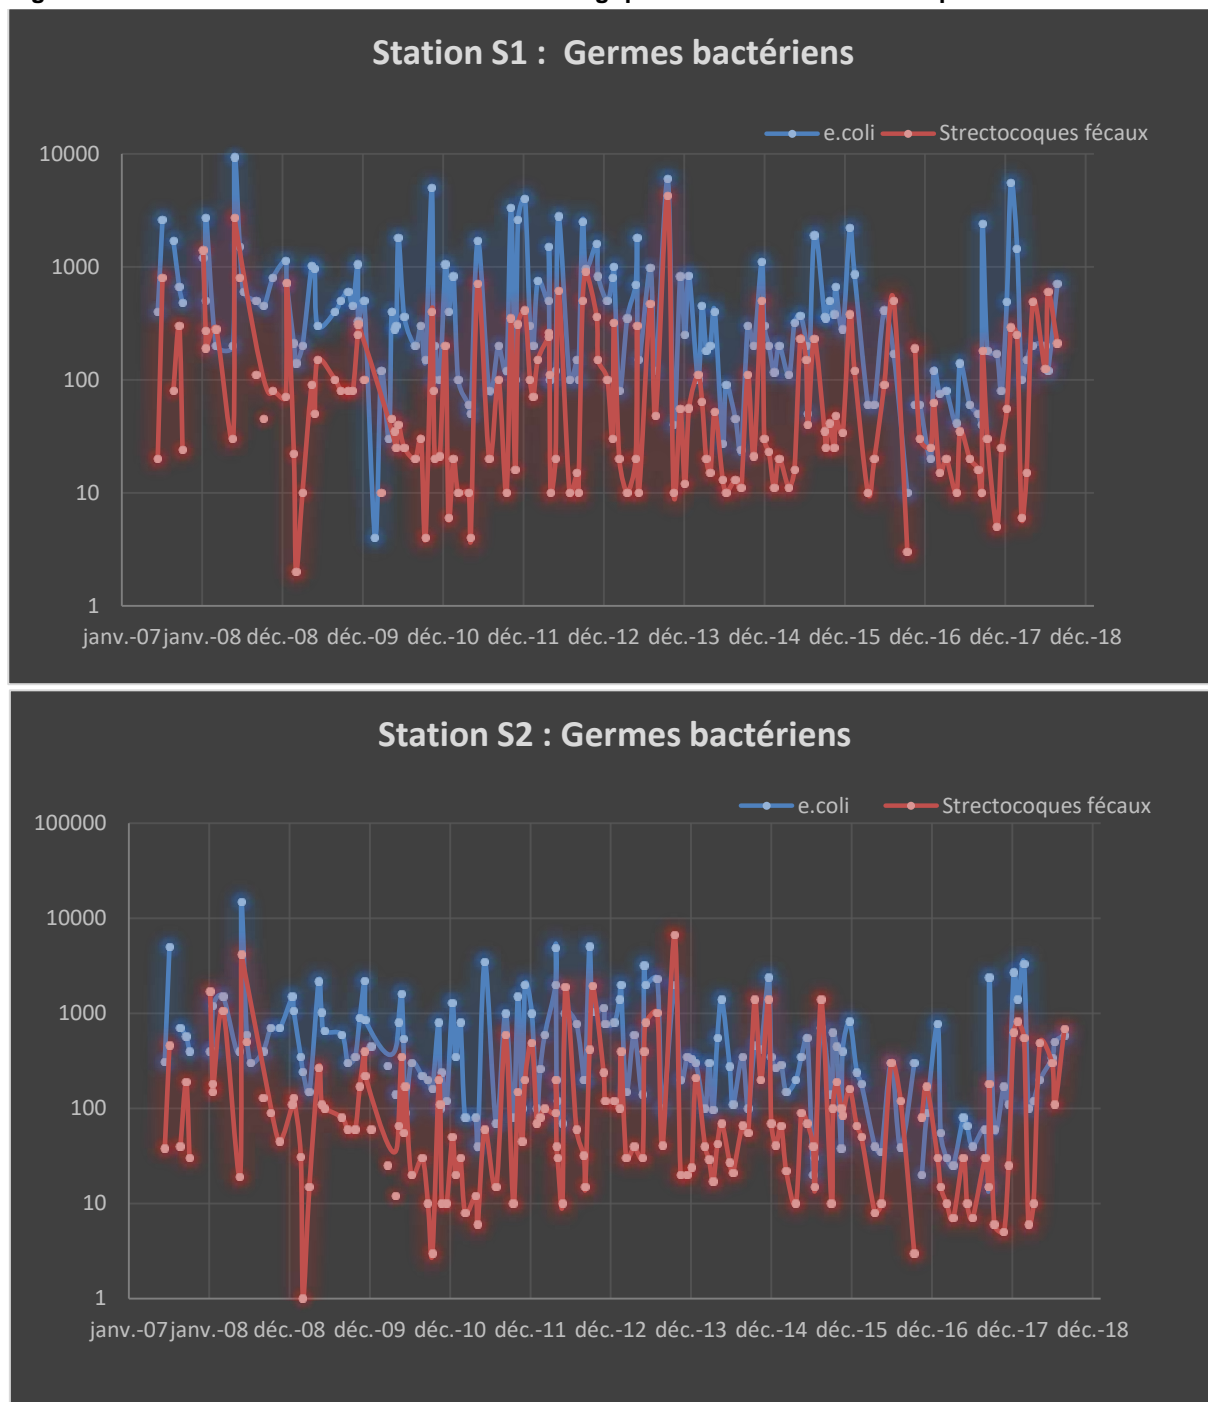 Station S1 : Germes bactériens
e.coli Strectocoques fécaux
10000
1000
100
10
1
janv.-07 janv.-08 déc.-08 déc.-09 déc.-10 déc.-11 déc.-12 déc.-13 déc.-14 déc.-15 déc.-16 déc.-17 déc.-18
Station S2 : Germes bactériens
e.coli Strectocoques fécaux
100000
10000
1000
100
10
1
janv.-07 janv.-08 déc.-08 déc.-09 déc.-10 déc.-11 déc.-12 déc.-13 déc.-14 déc.-15 déc.-16 déc.-17 déc.-18